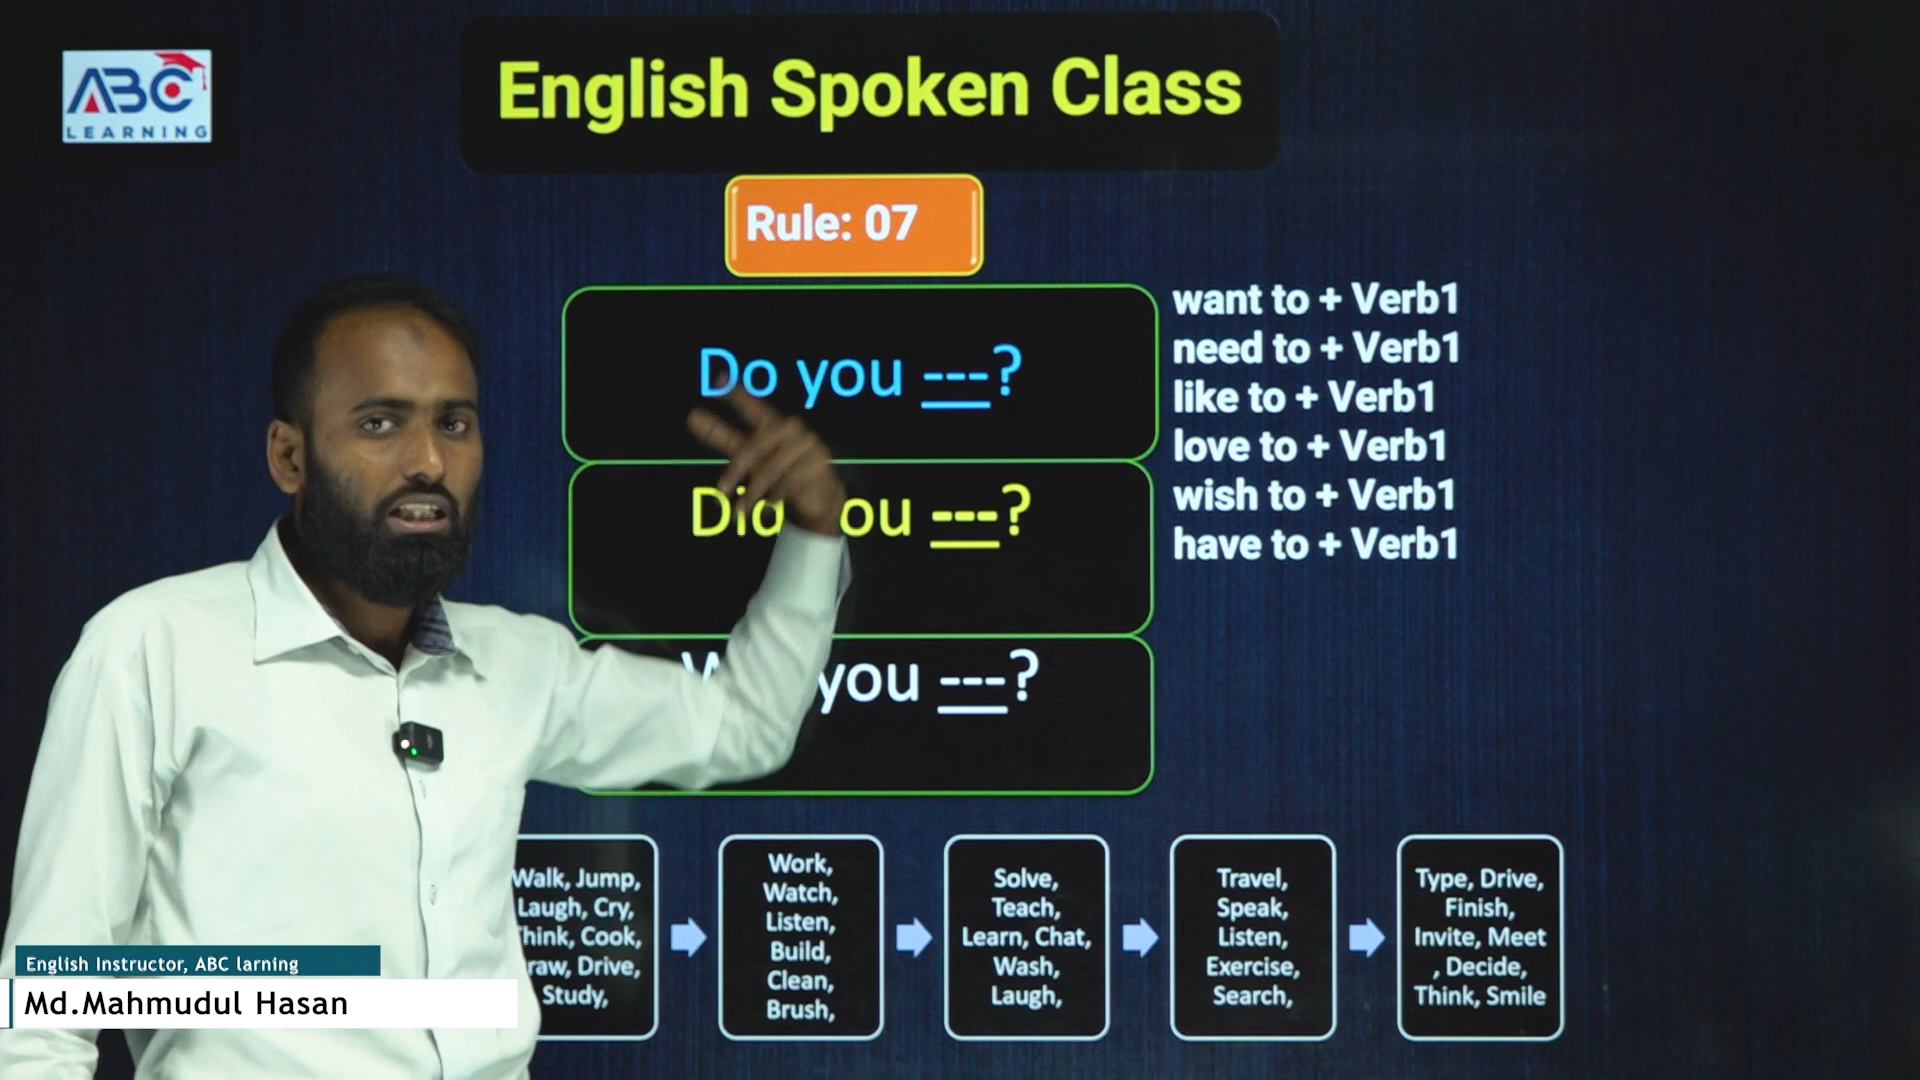 ABC
LEARNING
English Spoken Class
Rule: 07
Do you ---?
you ---?
you ---?
want to + Verb1
need to + Verb1
like to + Verb1
love to + Verb1
wish to + Verb1
have to + Verb1
Walk, Jump,
Laugh, Cry,
Think, Cook,
Drive,
Study,
Work,
Watch,
Listen,
Build,
Clean,
Brush,
Solve,
Teach,
Learn, Chat,
Wash,
Laugh,
Travel,
Speak,
Listen,
Exercise,
Search,
Type, Drive,
Finish,
Invite, Meet
, Decide,
Think, Smile
English Instructor, ABC larning
Md.Mahmudul Hasan